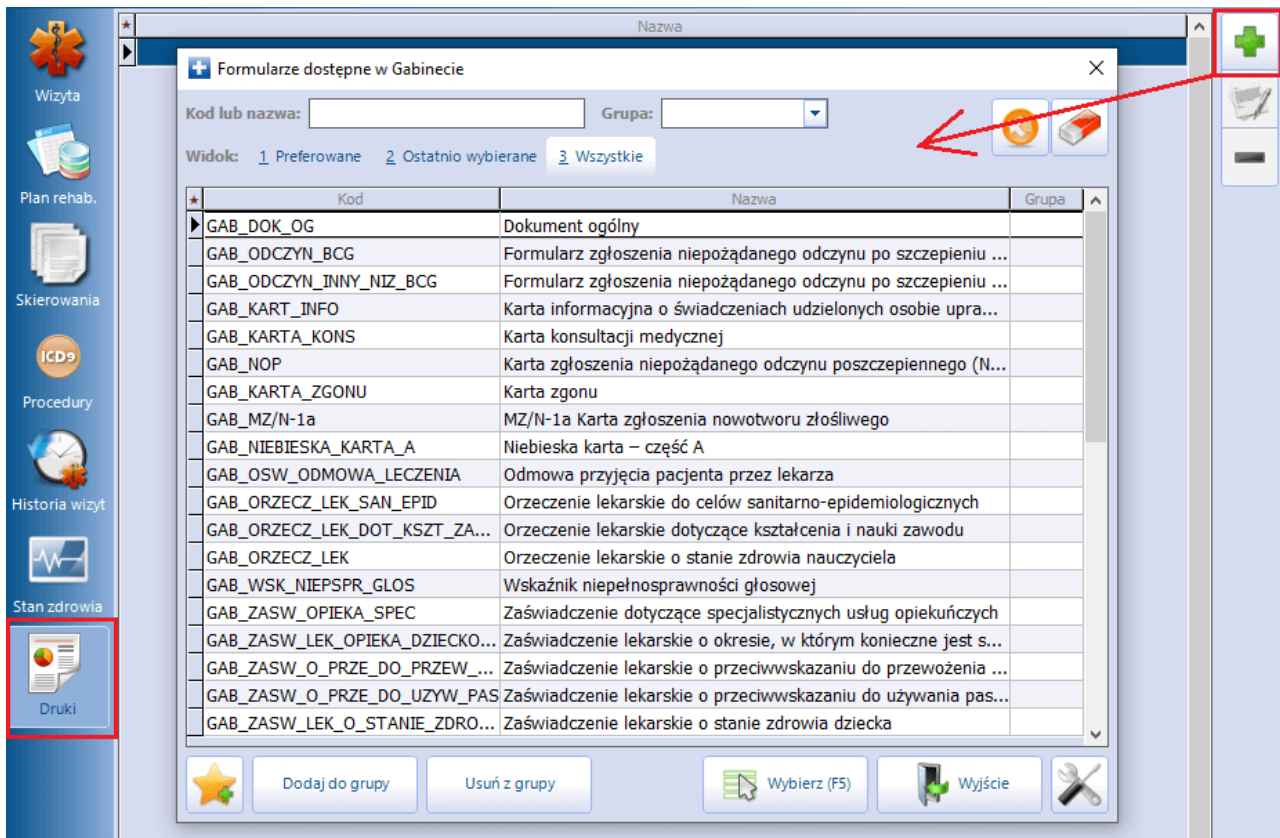 Nazwa
Formularze dostępne w Gabinecie
Kod lub nazwa: Grupa:
Widok: 1 Preferowane 2 Ostatnio wybierane 3 Wszystkie
Kod Nazwa Grupa
GAB_DOK_OG Dokument ogólny
GAB_ODCZYN_BCG Formularz zgłoszenia niepożądanego odczynu po szczepieniu ...
GAB_ODCZYN_INNY_NIZ_BCG Formularz zgłoszenia niepożądanego odczynu po szczepieniu ...
GAB_KART_INFO Karta informacyjna o świadczeniach udzielonych osobie upra...
GAB_KARTA_KONS Karta konsultacji medycznej
GAB_NOP Karta zgłoszenia niepożądanego odczynu poszczepiennego (N...
GAB_KARTA_ZGONU Karta zgonu
GAB_MZ/N-1a MZ/N-1a Karta zgłoszenia nowotworu złośliwego
GAB_NIEBIESKA_KARTA_A Niebieska karta – część A
GAB_OSW_ODMOWA_LECZENIA Odmowa przyjęcia pacjenta przez lekarza
GAB_ORZECZ_LEK_SAN_EPID Orzeczenie lekarskie do celów sanitarno-epidemiologicznych
GAB_ORZECZ_LEK_DOT_KSZT_ZA... Orzeczenie lekarskie dotyczące kształcenia i nauki zawodu
GAB_ORZECZ_LEK Orzeczenie lekarskie o stanie zdrowia nauczyciela
GAB_WSK_NIEPSPR_GLOS Wskaźnik niepełnosprawności głosowej
GAB_ZASW_OPIEKA_SPEC Zaświadczenie dotyczące specjalistycznych usług opiekuńczych
GAB_ZASW_LEK_OPIEKA_DZIECKO... Zaświadczenie lekarskie o okresie, w którym konieczne jest s...
GAB_ZASW_O_PRZE_DO_PRZEW_... Zaświadczenie lekarskie o przeciwwskazaniu do przewożenia ...
GAB_ZASW_O_PRZE_DO_UZYW_PAS Zaświadczenie lekarskie o przeciwwskazaniu do używania pas...
GAB_ZASW_LEK_O_STANIE_ZDRO... Zaświadczenie lekarskie o stanie zdrowia dziecka
Dodaj do grupy Usuń z grupy Wybierz (F5) Wyjście
Wizyta
Plan rehab.
Skierowania
ICD9
Procedury
Historia wizyt
Stan zdrowia
Druki